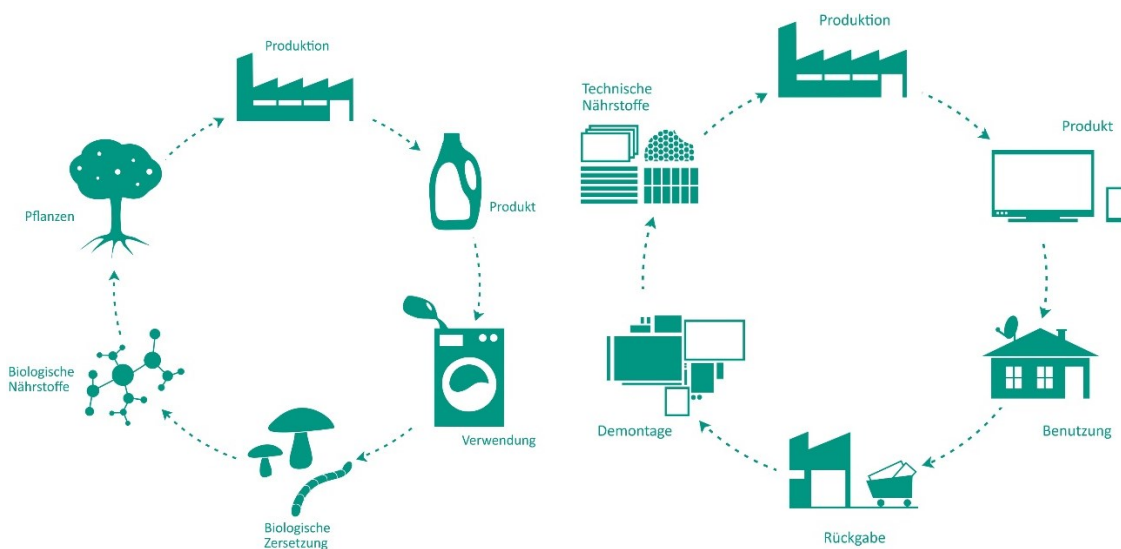 Produktion
Produkt
Verwendung
Biologische
Zersetzung
Biologische
Nährstoffe
Pflanzen
Produktion
Produkt
Benutzung
Rückgabe
Demontage
Technische
Nährstoffe